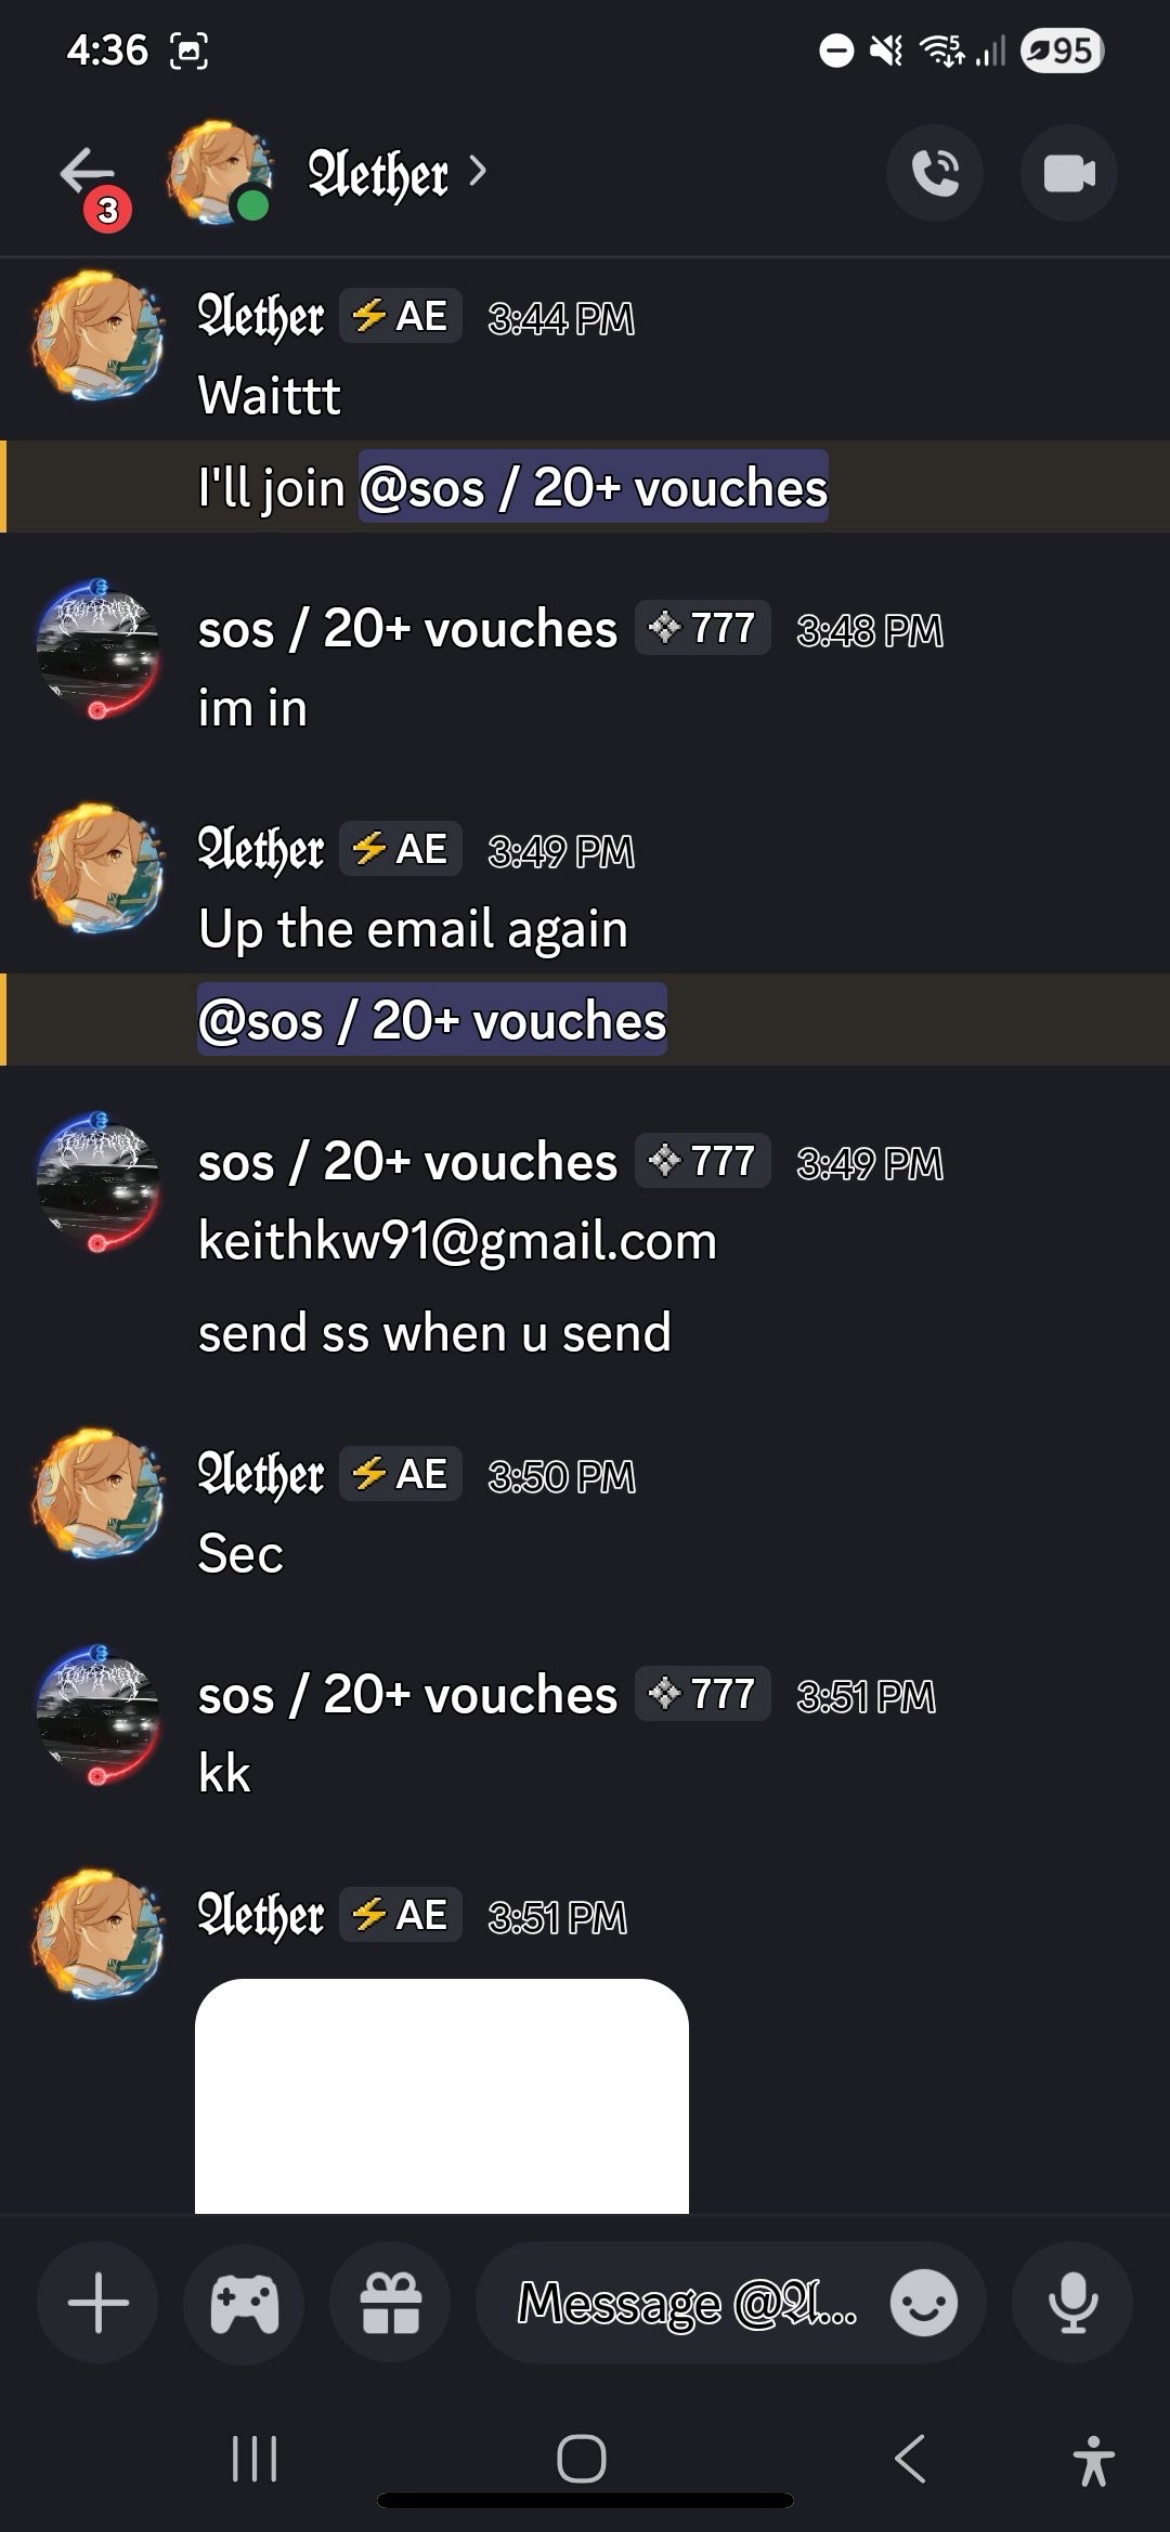 4:36
5
95
3
Aether
Aether AE 3:44 PM
Waittt
I'll join @sos / 20+ vouches
sos / 20+ vouches 777 3:48 PM
im in
Aether AE 3:49 PM
Up the email again
@sos / 20+ vouches
sos / 20+ vouches 777 3:49 PM
keithkw91@gmail.com
send ss when u send
Aether AE 3:50 PM
Sec
sos / 20+ vouches 777 3:51 PM
kk
Aether AE 3:51 PM
Message @A...